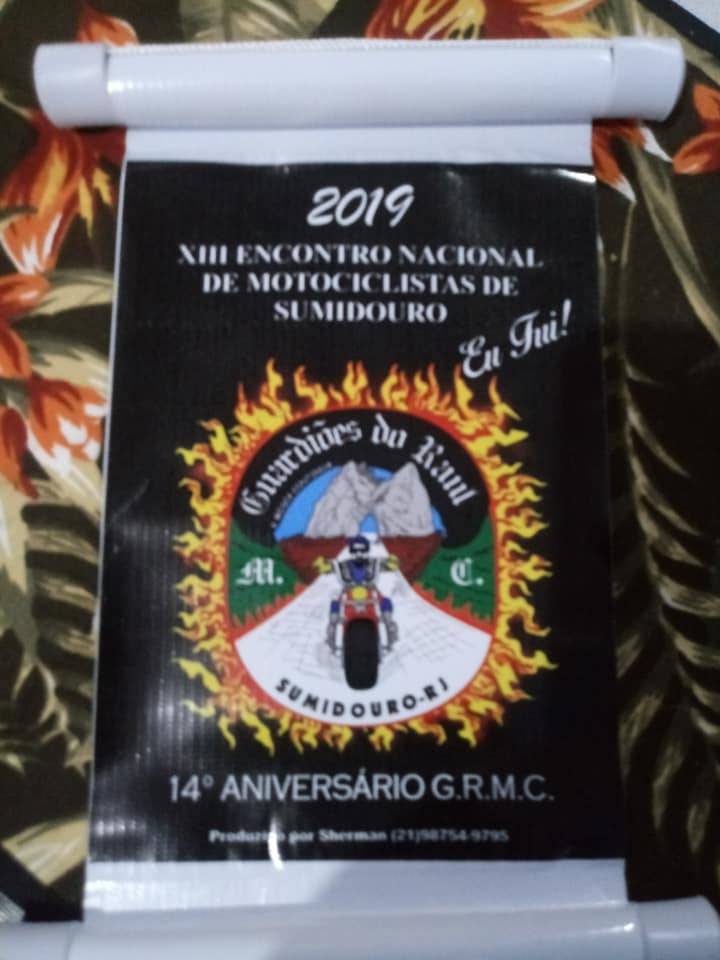 2019
XIII ENCONTRO NACIONAL
DE MOTOCICLISTAS DE
SUMIDOURO
Eu Fui!
Guardiões do Raul
M. C.
SUMIDOURO-RJ
14º ANIVERSÁRIO G.R.M.C.
Produzido por Sherman (21)98754-9795